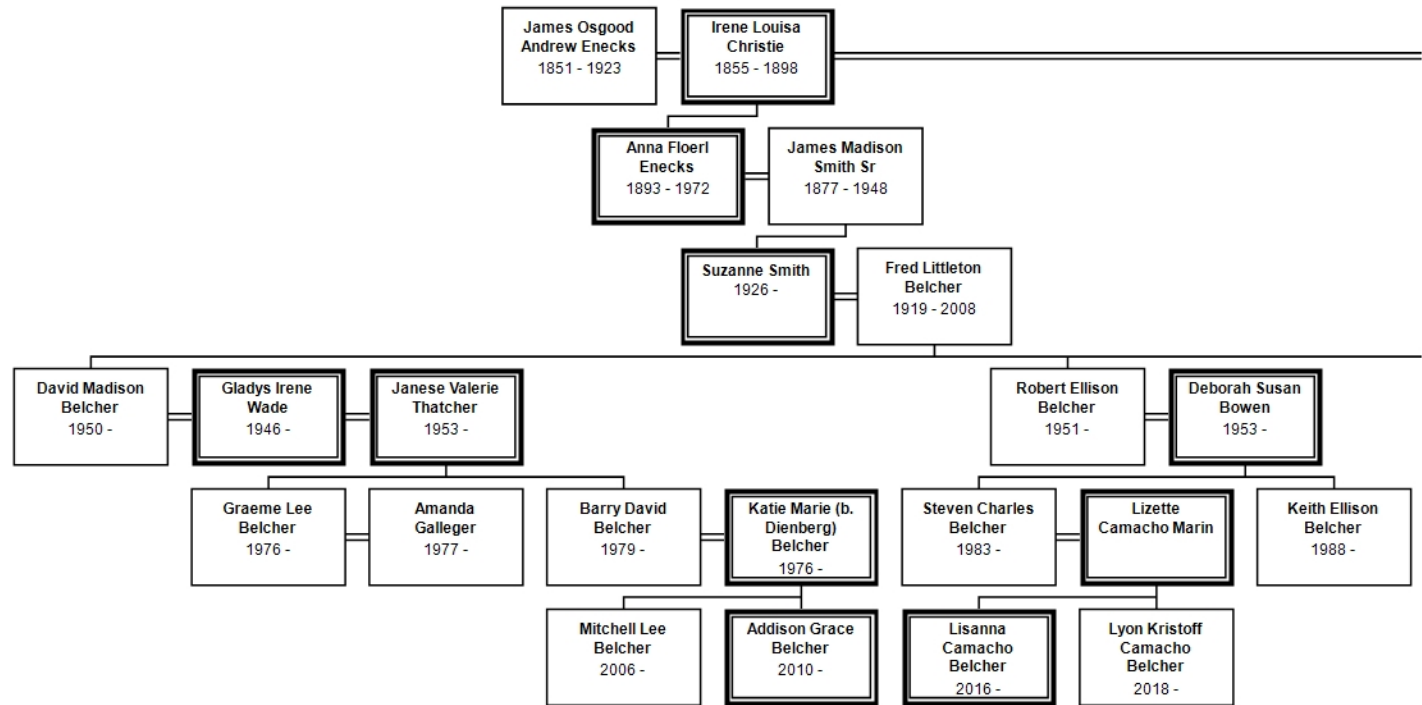 James Osgood
Andrew Enecks
1851 - 1923
Irene Louisa
Christie
1855 - 1898
Anna Floerl
Enecks
1893 - 1972
James Madison
Smith Sr
1877 - 1948
Suzanne Smith
1926 -
Fred Littleton
Belcher
1919 - 2008
David Madison
Belcher
1950 -
Gladys Irene
Wade
1946 -
Janese Valerie
Thatcher
1953 -
Robert Ellison
Belcher
1951 -
Deborah Susan
Bowen
1953 -
Graeme Lee
Belcher
1976 -
Amanda
Galleger
1977 -
Barry David
Belcher
1979 -
Katie Marie (b.
Dienberg)
Belcher
1976 -
Steven Charles
Belcher
1983 -
Lizette
Camacho Marin
Keith Ellison
Belcher
1988 -
Mitchell Lee
Belcher
2006 -
Addison Grace
Belcher
2010 -
Lisanna
Camacho
Belcher
2016 -
Lyon Kristoff
Camacho
Belcher
2018 -